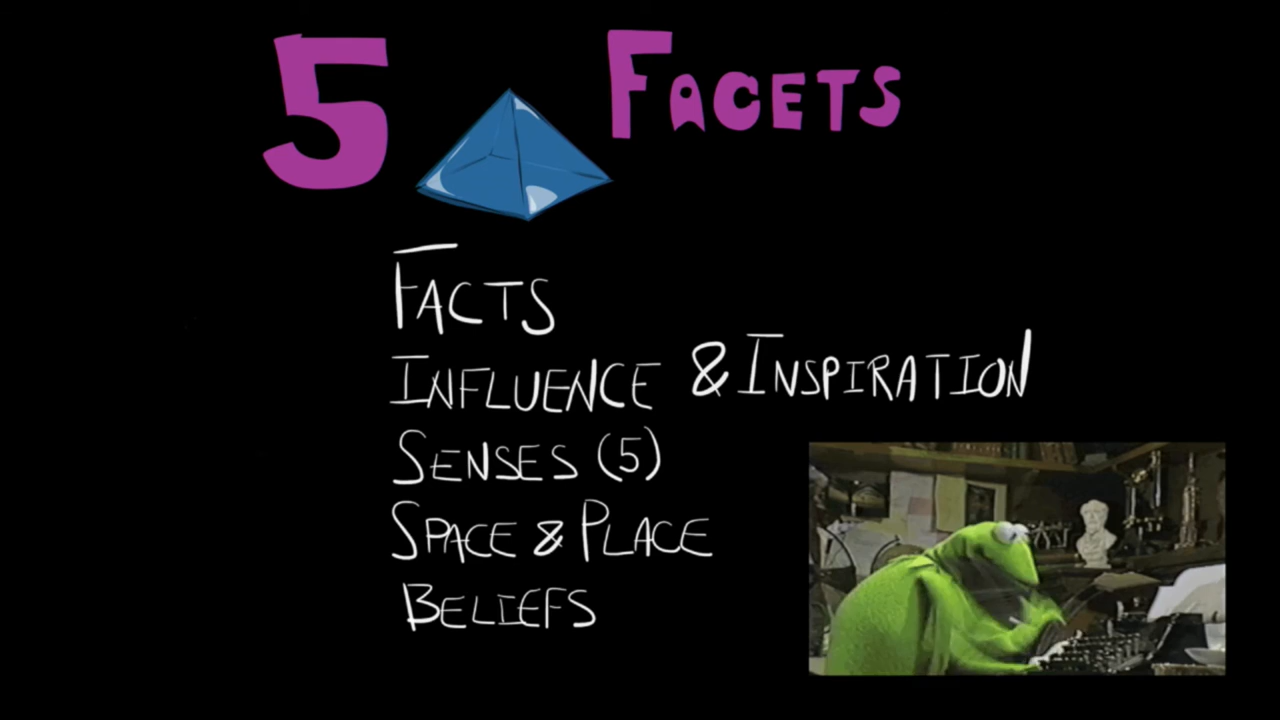 5 FACETS
FACTS
INFLUENCE & INSPIRATION
SENSES (5)
SPACE & PLACE
BELIEFS